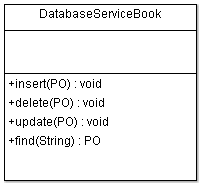 DatabaseServiceBook
+insert(PO) : void
+delete(PO) : void
+update(PO) : void
+find(String) : PO